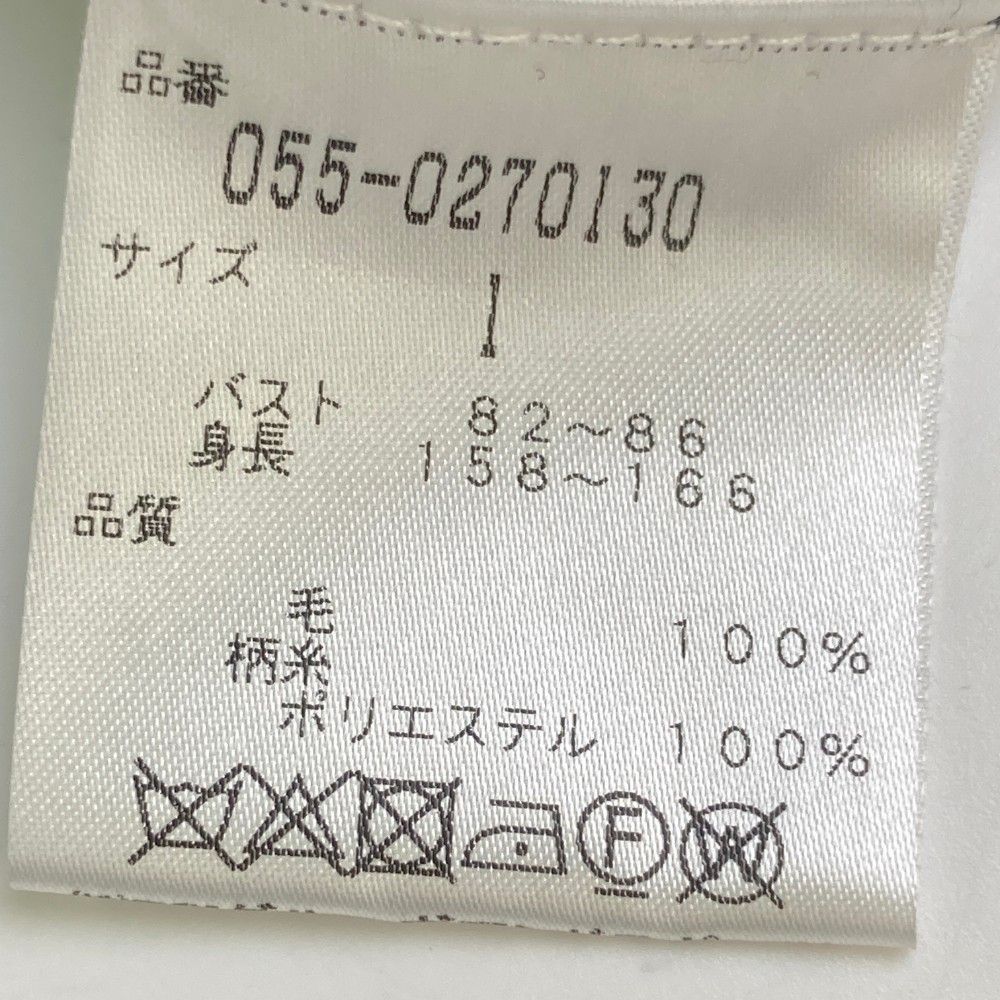 品番
055-0270130
サイズ
1
バスト 82～86
身長 158～166
品質
毛 100%
柄糸
ポリエステル 100%
F
W